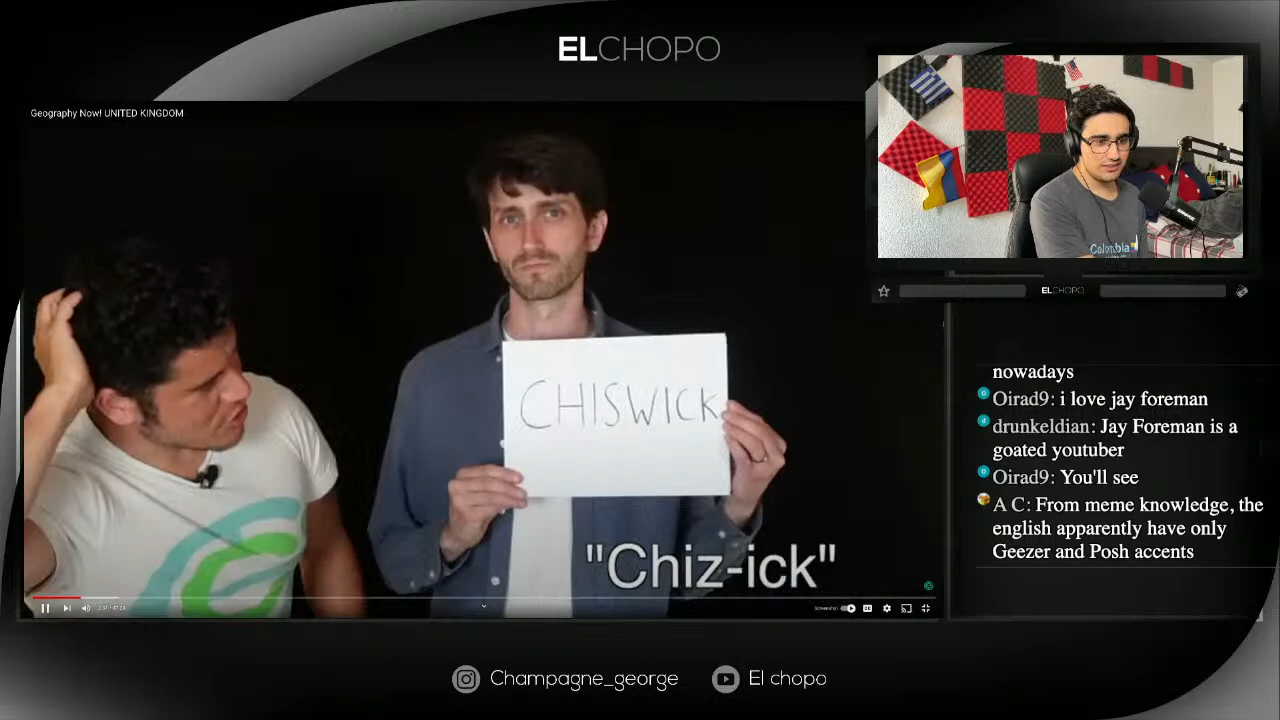 ELCHOPO
Geography Now! UNITED KINGDOM
CHISWICK
"Chiz-ick"
Colombia
ELCHOPO
nowadays
Oirad9: i love jay foreman
drunkeldian: Jay Foreman is a
goated youtuber
Oirad9: You'll see
A C: From meme knowledge, the
english apparently have only
Geezer and Posh accents
Champagne_george
El chopo